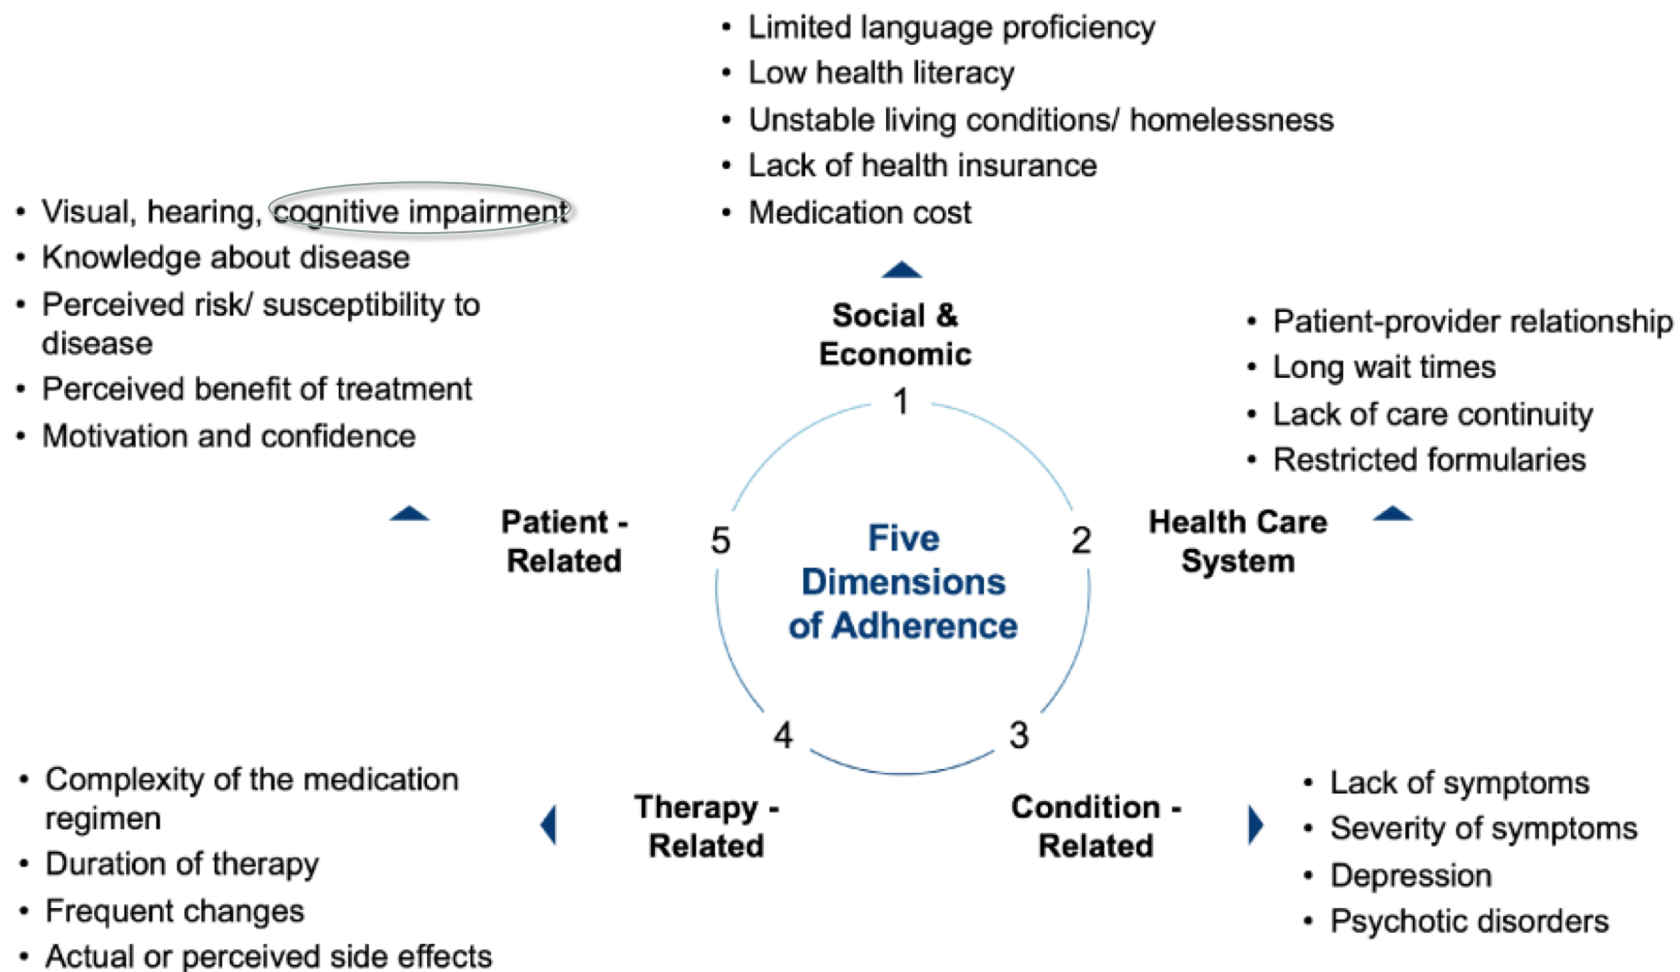 • Limited language proficiency
• Low health literacy
• Unstable living conditions/ homelessness
• Lack of health insurance
• Medication cost
Social &
Economic
1
• Patient-provider relationship
• Long wait times
• Lack of care continuity
• Restricted formularies
Health Care
System
2
• Visual, hearing, cognitive impairment
• Knowledge about disease
• Perceived risk/ susceptibility to
disease
• Perceived benefit of treatment
• Motivation and confidence
Patient -
Related
5
Five
Dimensions
of Adherence
4
Therapy -
Related
• Complexity of the medication
regimen
• Duration of therapy
• Frequent changes
• Actual or perceived side effects
3
Condition -
Related
• Lack of symptoms
• Severity of symptoms
• Depression
• Psychotic disorders